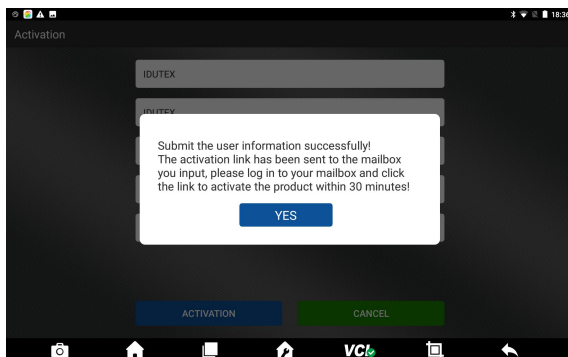 18:36
Activation
IDUTEX
IDUTEX
Submit the user information successfully!
The activation link has been sent to the mailbox
you input, please log in to your mailbox and click
the link to activate the product within 30 minutes!
YES
ACTIVATION
CANCEL
VCI